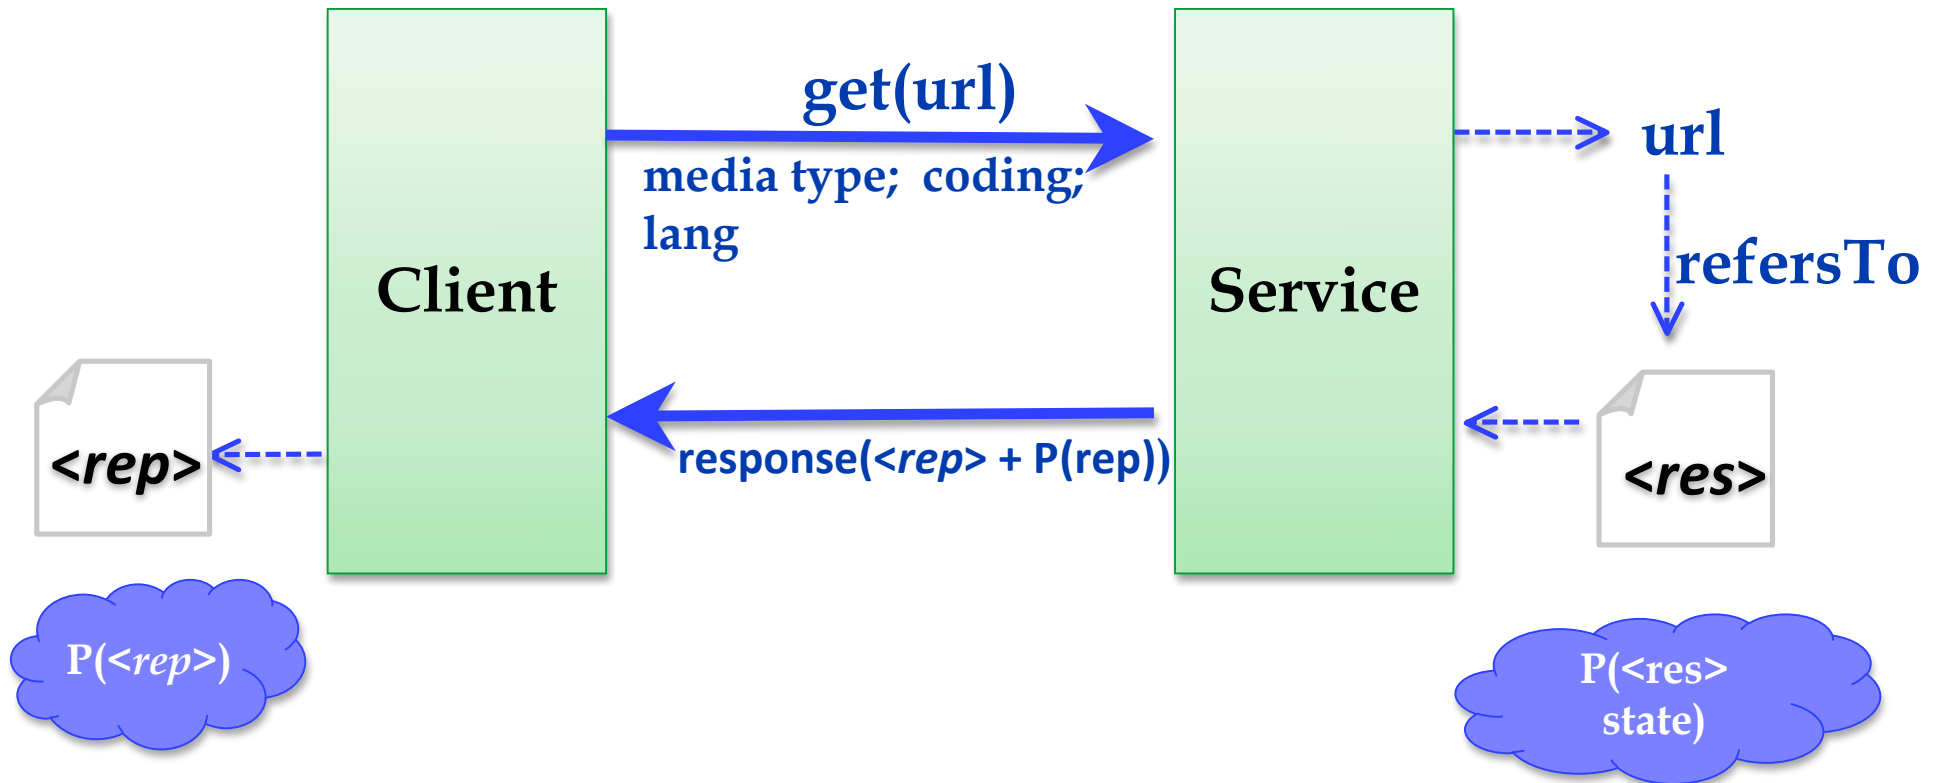 get(url)
media type;  coding;
lang
Client
Service
url
refersTo
response(<rep> + P(rep))
<rep>
<res>
P(<rep>)
P(<res>
state)